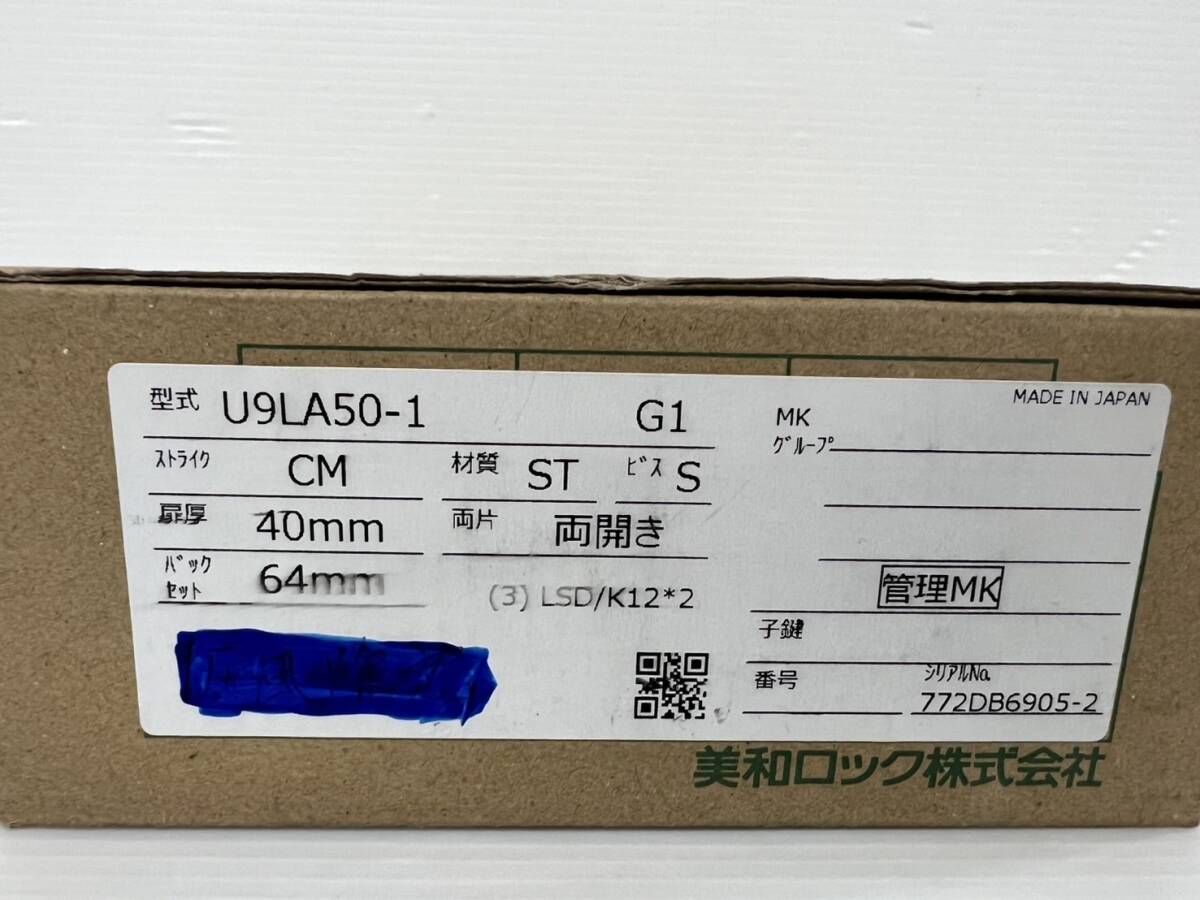 型式 U9LA50-1 G1
ストライク CM 材質 ST ビス S
扉厚 40mm 両片 両開き
バックセット 64mm (3) LSD/K12*2
MADE IN JAPAN
MK
グループ
管理MK
子鍵
番号 シリアルNo.
772DB6905-2
美和ロック株式会社